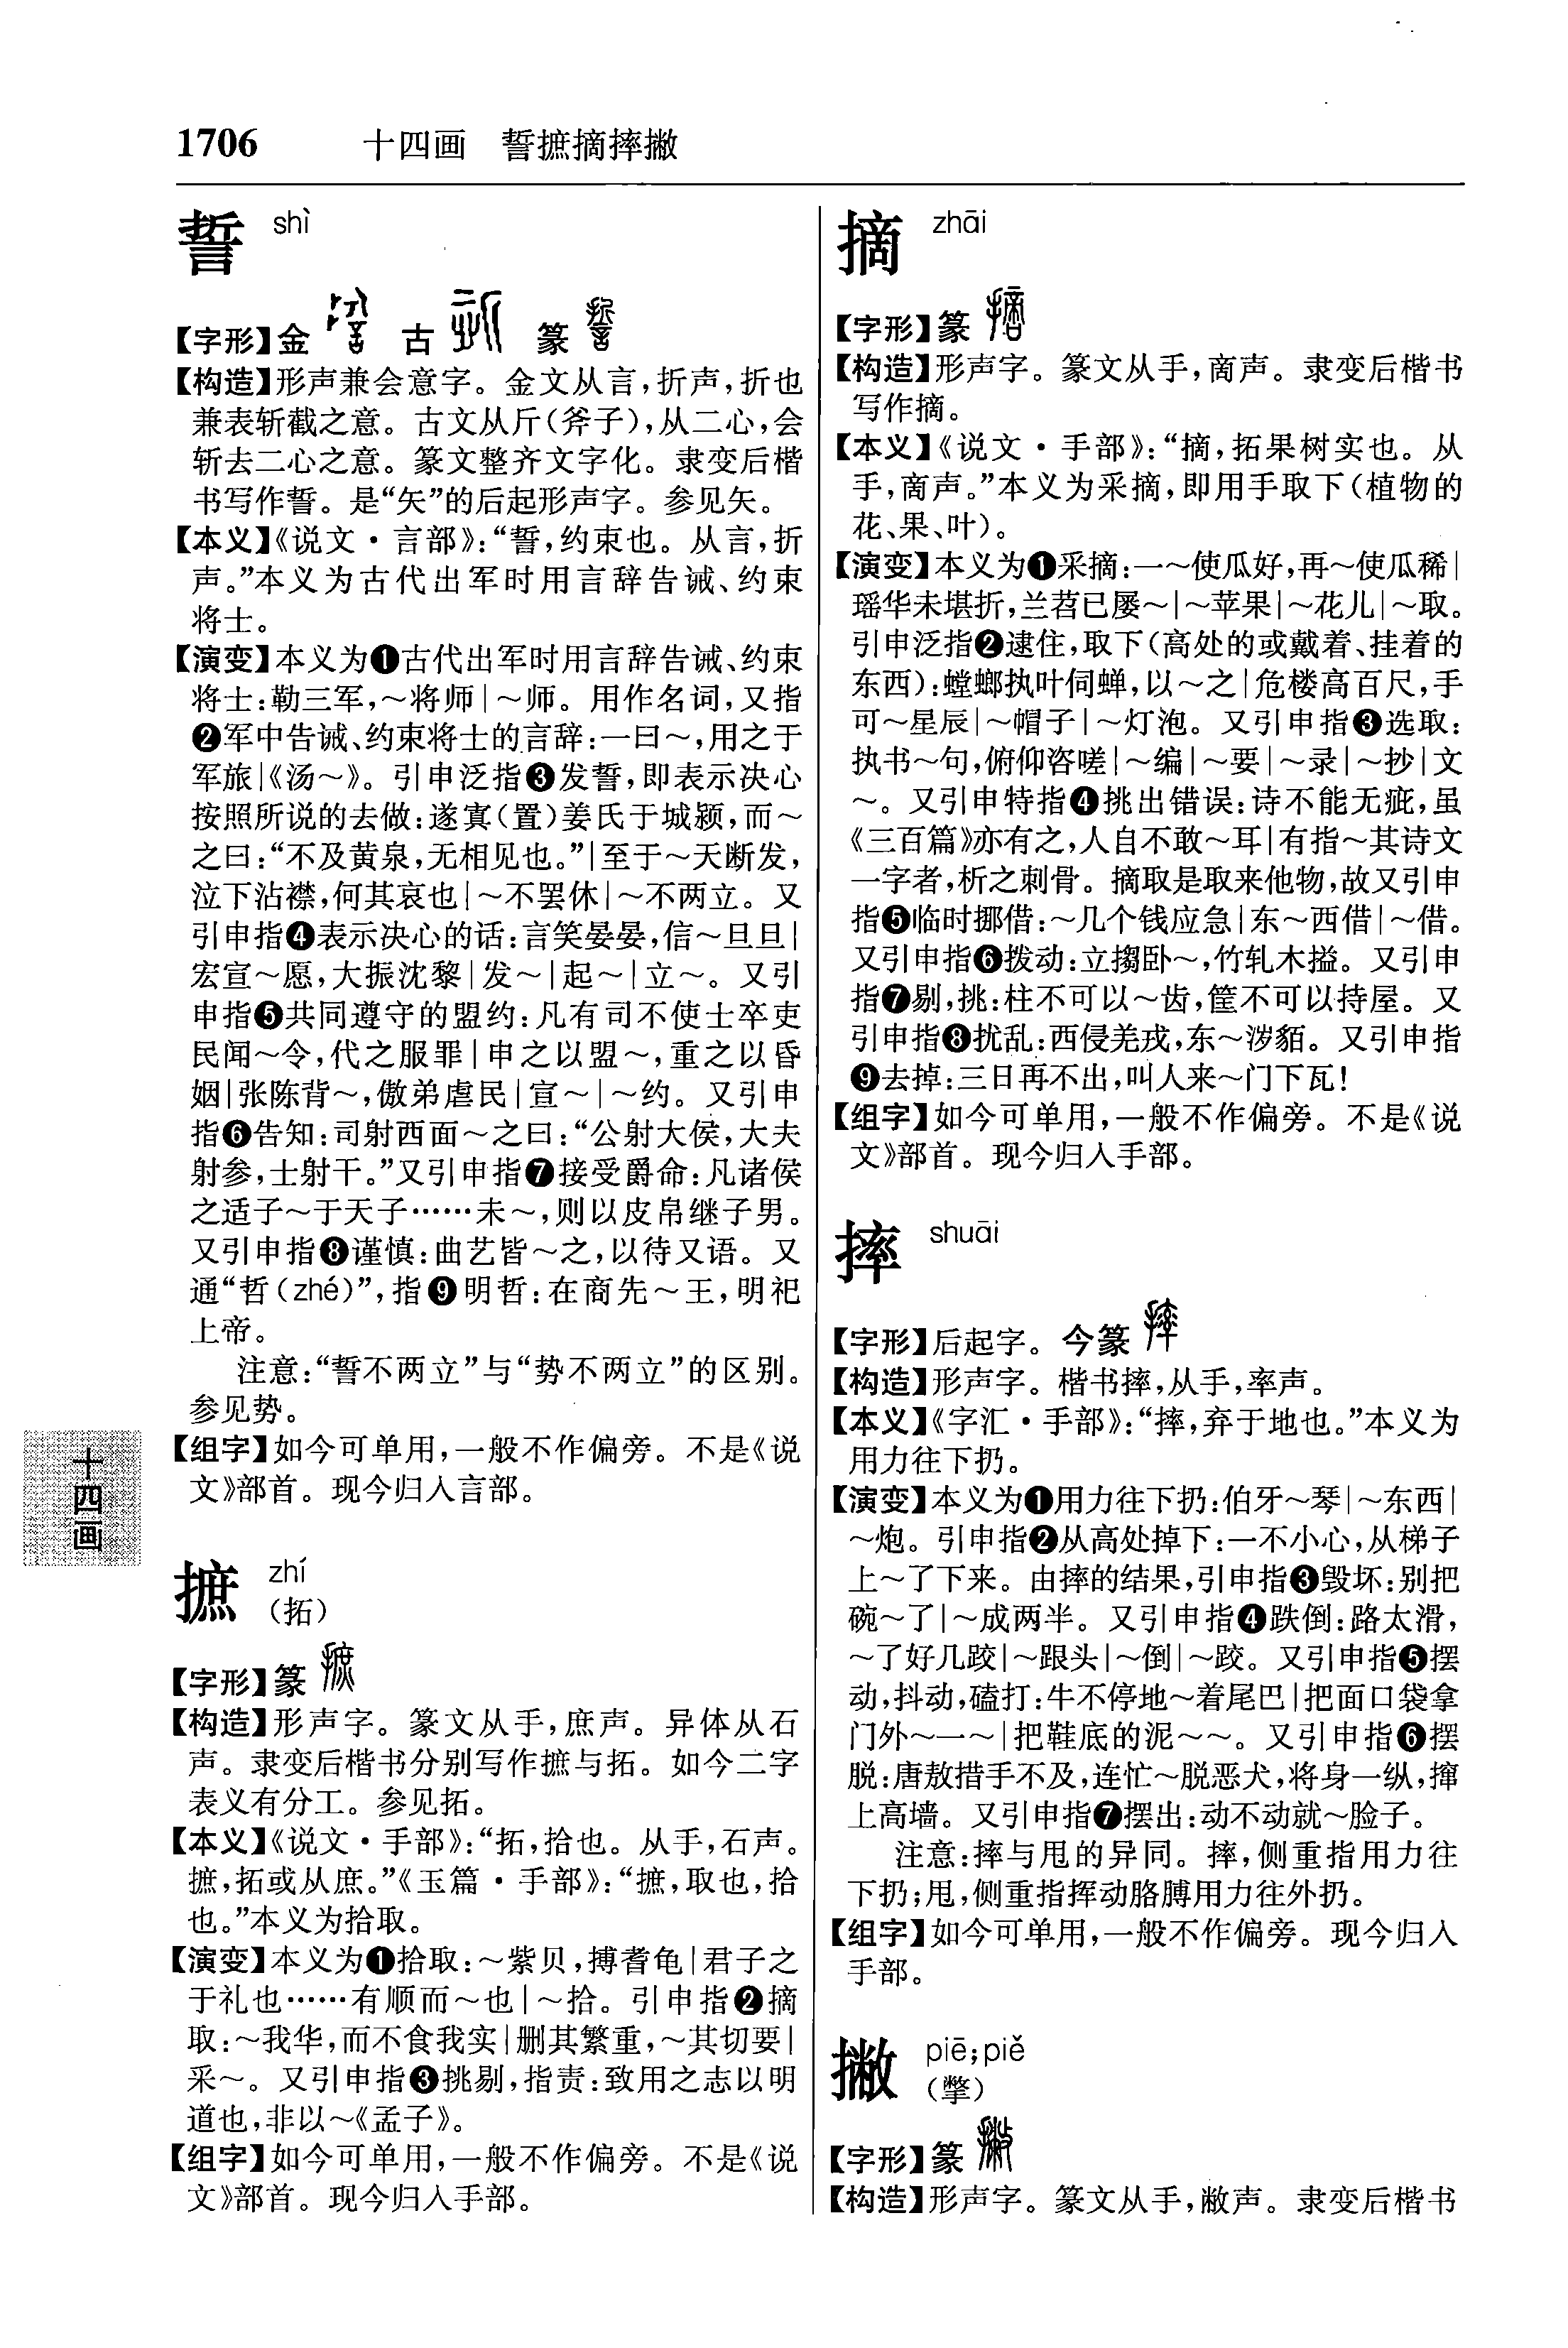 1706 十四画 誓摭摘摔撇
誓 shì
【字形】金 古 篆
【构造】形声兼会意字。金文从言,折声,折也
兼表斩截之意。古文从斤(斧子),从二心,会
斩去二心之意。篆文整齐文字化。隶变后楷
书写作誓。是“矢”的后起形声字。参见矢。
【本义】《说文·言部》:“誓,约束也。从言,折
声。”本义为古代出军时用言辞告诫、约束
将士。
【演变】本义为❶古代出军时用言辞告诫、约束
将士:勒三军,～将师|～师。用作名词,又指
❷军中告诫、约束将士的言辞:一曰～,用之于
军旅|《汤～》。引申泛指❸发誓,即表示决心
按照所说的去做:遂寘(置)姜氏于城颍,而～
之曰:“不及黄泉,无相见也。”|至于～天断发,
泣下沾襟,何其哀也|～不罢休|～不两立。又
引申指❹表示决心的话:言笑晏晏,信～旦旦|
宏宣～愿,大振沈黎|发～|起～|立～。又引
申指❺共同遵守的盟约:凡有司不使士卒吏
民闻～令,代之服罪|申之以盟～,重之以昏
姻|张陈背～,傲弟虐民|宣～|～约。又引申
指❻告知:司射西面～之曰:“公射大侯,大夫
射参,士射干。”又引申指❼接受爵命:凡诸侯
之适子～于天子……未～,则以皮帛继子男。
又引申指❽谨慎:曲艺皆～之,以待又语。又
通“哲(zhé)”,指❾明哲:在商先～王,明祀
上帝。
注意:“誓不两立”与“势不两立”的区别。
参见势。
【组字】如今可单用,一般不作偏旁。不是《说
文》部首。现今归入言部。
十四画
摭 zhí
(拓)
【字形】篆
【构造】形声字。篆文从手,庶声。异体从石
声。隶变后楷书分别写作摭与拓。如今二字
表义有分工。参见拓。
【本义】《说文·手部》:“拓,拾也。从手,石声。
摭,拓或从庶。”《玉篇·手部》:“摭,取也,拾
也。”本义为拾取。
【演变】本义为❶拾取:～紫贝,搏耆龟|君子之
于礼也……有顺而～也|～拾。引申指❷摘
取:～我华,而不食我实|删其繁重,～其切要|
采～。又引申指❸挑剔,指责:致用之志以明
道也,非以～《孟子》。
【组字】如今可单用,一般不作偏旁。不是《说
文》部首。现今归入手部。
摘 zhāi
【字形】篆
【构造】形声字。篆文从手,啇声。隶变后楷书
写作摘。
【本义】《说文·手部》:“摘,拓果树实也。从
手,啇声。”本义为采摘,即用手取下(植物的
花、果、叶)。
【演变】本义为❶采摘:一～使瓜好,再～使瓜稀|
瑶华未堪折,兰苕已屡～|～苹果|～花儿|～取。
引申泛指❷逮住,取下(高处的或戴着、挂着的
东西):螳螂执叶伺蝉,以～之|危楼高百尺,手
可～星辰|～帽子|～灯泡。又引申指❸选取:
执书～句,俯仰咨嗟|～编|～要|～录|～抄|文
～。又引申特指❹挑出错误:诗不能无疵,虽
《三百篇》亦有之,人自不敢～耳|有指～其诗文
一字者,析之刺骨。摘取是取来他物,故又引申
指❺临时挪借:～几个钱应急|东～西借|～借。
又引申指❻拨动:立搊卧～,竹轧木搤。又引申
指❼剔,挑:柱不可以～齿,筐不可以持屋。又
引申指❽扰乱:西侵羌戎,东～涉貊。又引申指
❾去掉:三日再不出,叫人来～门下瓦!
【组字】如今可单用,一般不作偏旁。不是《说
文》部首。现今归入手部。
摔 shuāi
【字形】后起字。今篆
【构造】形声字。楷书摔,从手,率声。
【本义】《字汇·手部》:“摔,弃于地也。”本义为
用力往下扔。
【演变】本义为❶用力往下扔:伯牙～琴|～东西|
～炮。引申指❷从高处掉下:一不小心,从梯子
上～了下来。由摔的结果,引申指❸毁坏:别把
碗～了|～成两半。又引申指❹跌倒:路太滑,
～了好几跤|～跟头|～倒|～跤。又引申指❺摆
动,抖动,磕打:牛不停地～着尾巴|把面口袋拿
门外～一～|把鞋底的泥～～。又引申指❻摆
脱:唐敖措手不及,连忙～脱恶犬,将身一纵,撺
上高墙。又引申指❼摆出:动不动就～脸子。
注意:摔与甩的异同。摔,侧重指用力往
下扔;甩,侧重指挥动胳膊用力往外扔。
【组字】如今可单用,一般不作偏旁。现今归入
手部。
撇 piē;piě
(擎)
【字形】篆
【构造】形声字。篆文从手,敝声。隶变后楷书